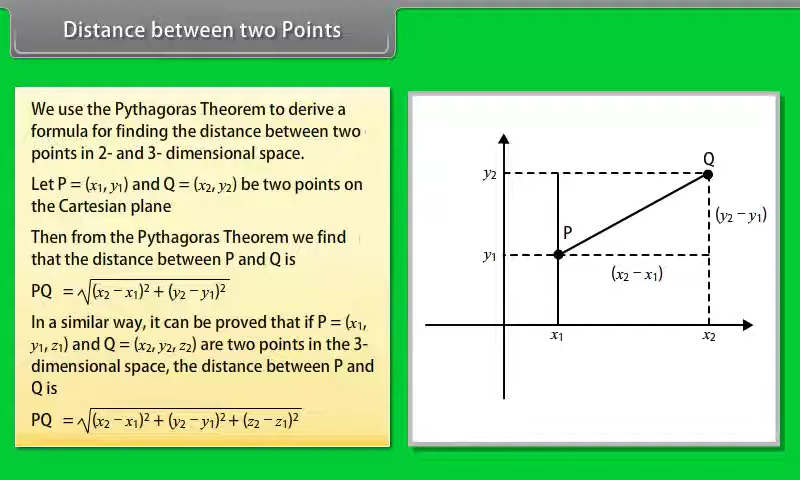 Distance between two Points
We use the Pythagoras Theorem to derive a
formula for finding the distance between two
points in 2- and 3- dimensional space.
Let P = (x₁, y₁) and Q = (x₂, y₂) be two points on
the Cartesian plane
Then from the Pythagoras Theorem we find
that the distance between P and Q is
PQ = √(x₂ − x₁)² + (y₂ − y₁)²
In a similar way, it can be proved that if P = (x₁,
y₁, z₁) and Q = (x₂, y₂, z₂) are two points in the 3-
dimensional space, the distance between P and
Q is
PQ = √(x₂ − x₁)² + (y₂ − y₁)² + (z₂ − z₁)²
Q
y₂
(y₂ − y₁)
P
y₁
(x₂ − x₁)
x₁
x₂